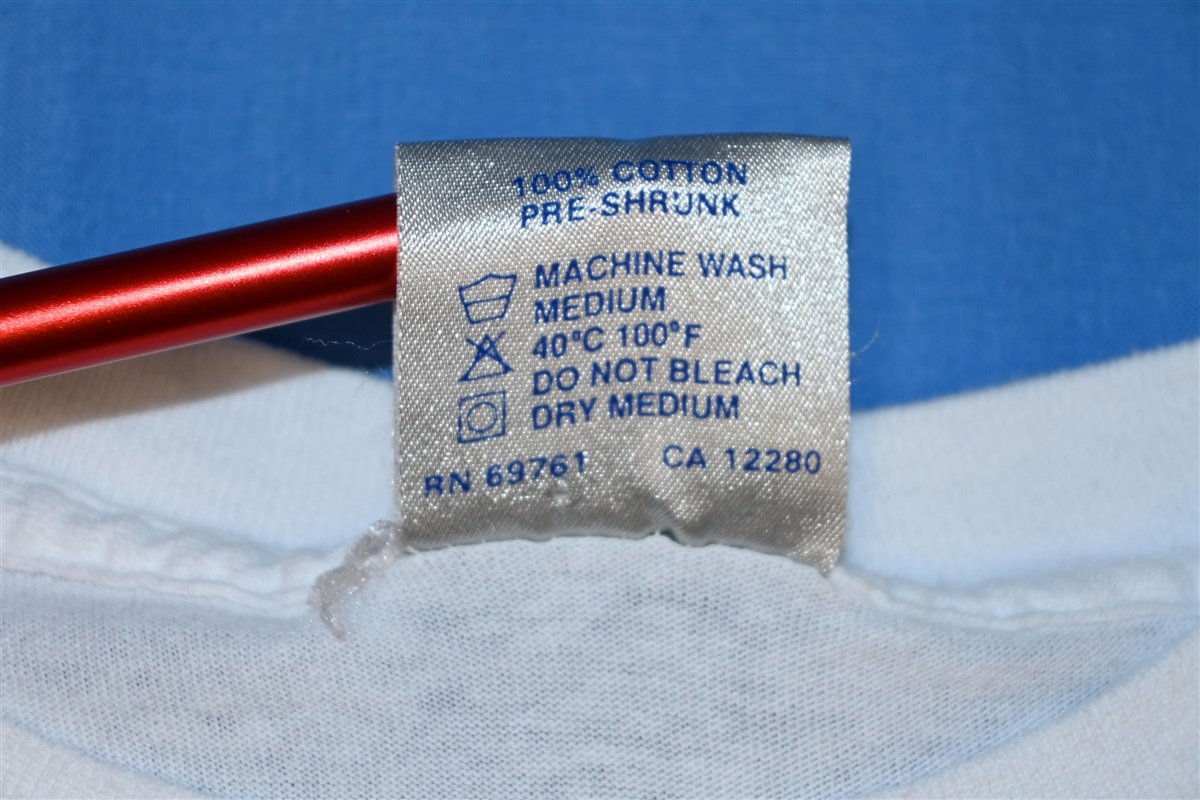 100% COTTON
PRE-SHRUNK
MACHINE WASH
MEDIUM
40°C 100°F
DO NOT BLEACH
DRY MEDIUM
RN 69761 CA 12280